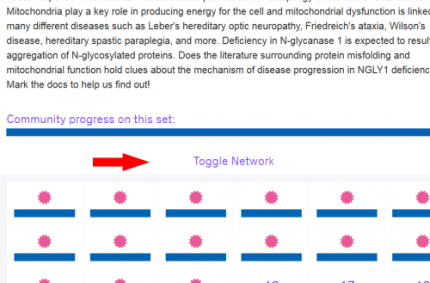 Mitochondria play a key role in producing energy for the cell and mitochondrial dysfunction is linked
many different diseases such as Leber's hereditary optic neuropathy, Friedreich's ataxia, Wilson's
disease, hereditary spastic paraplegia, and more. Deficiency in N-glycanase 1 is expected to result
aggregation of N-glycosylated proteins. Does the literature surrounding protein misfolding and
mitochondrial function hold clues about the mechanism of disease progression in NGLY1 deficienc
Mark the docs to help us find out!
Community progress on this set:
Toggle Network